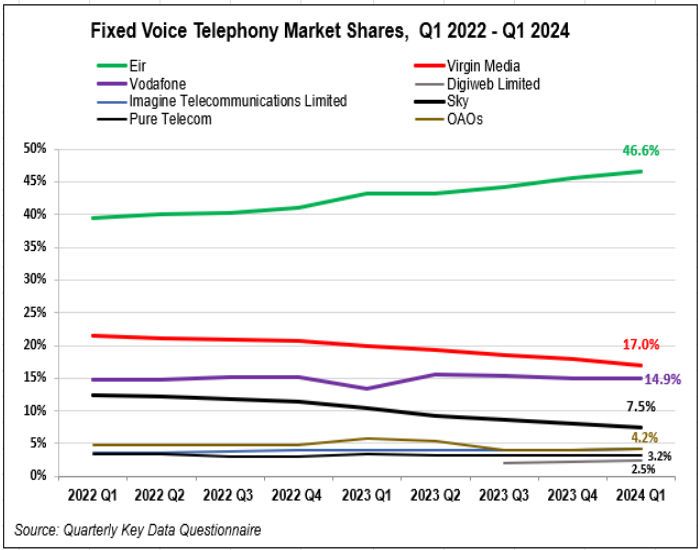 Fixed Voice Telephony Market Shares, Q1 2022 - Q1 2024
Eir
Virgin Media
Vodafone
Digiweb Limited
Imagine Telecommunications Limited
Sky
Pure Telecom
OAOs
50%
45%
40%
35%
30%
25%
20%
15%
10%
5%
0%
46.6%
17.0%
14.9%
7.5%
4.2%
3.2%
2.5%
2022 Q1 2022 Q2 2022 Q3 2022 Q4 2023 Q1 2023 Q2 2023 Q3 2023 Q4 2024 Q1
Source: Quarterly Key Data Questionnaire